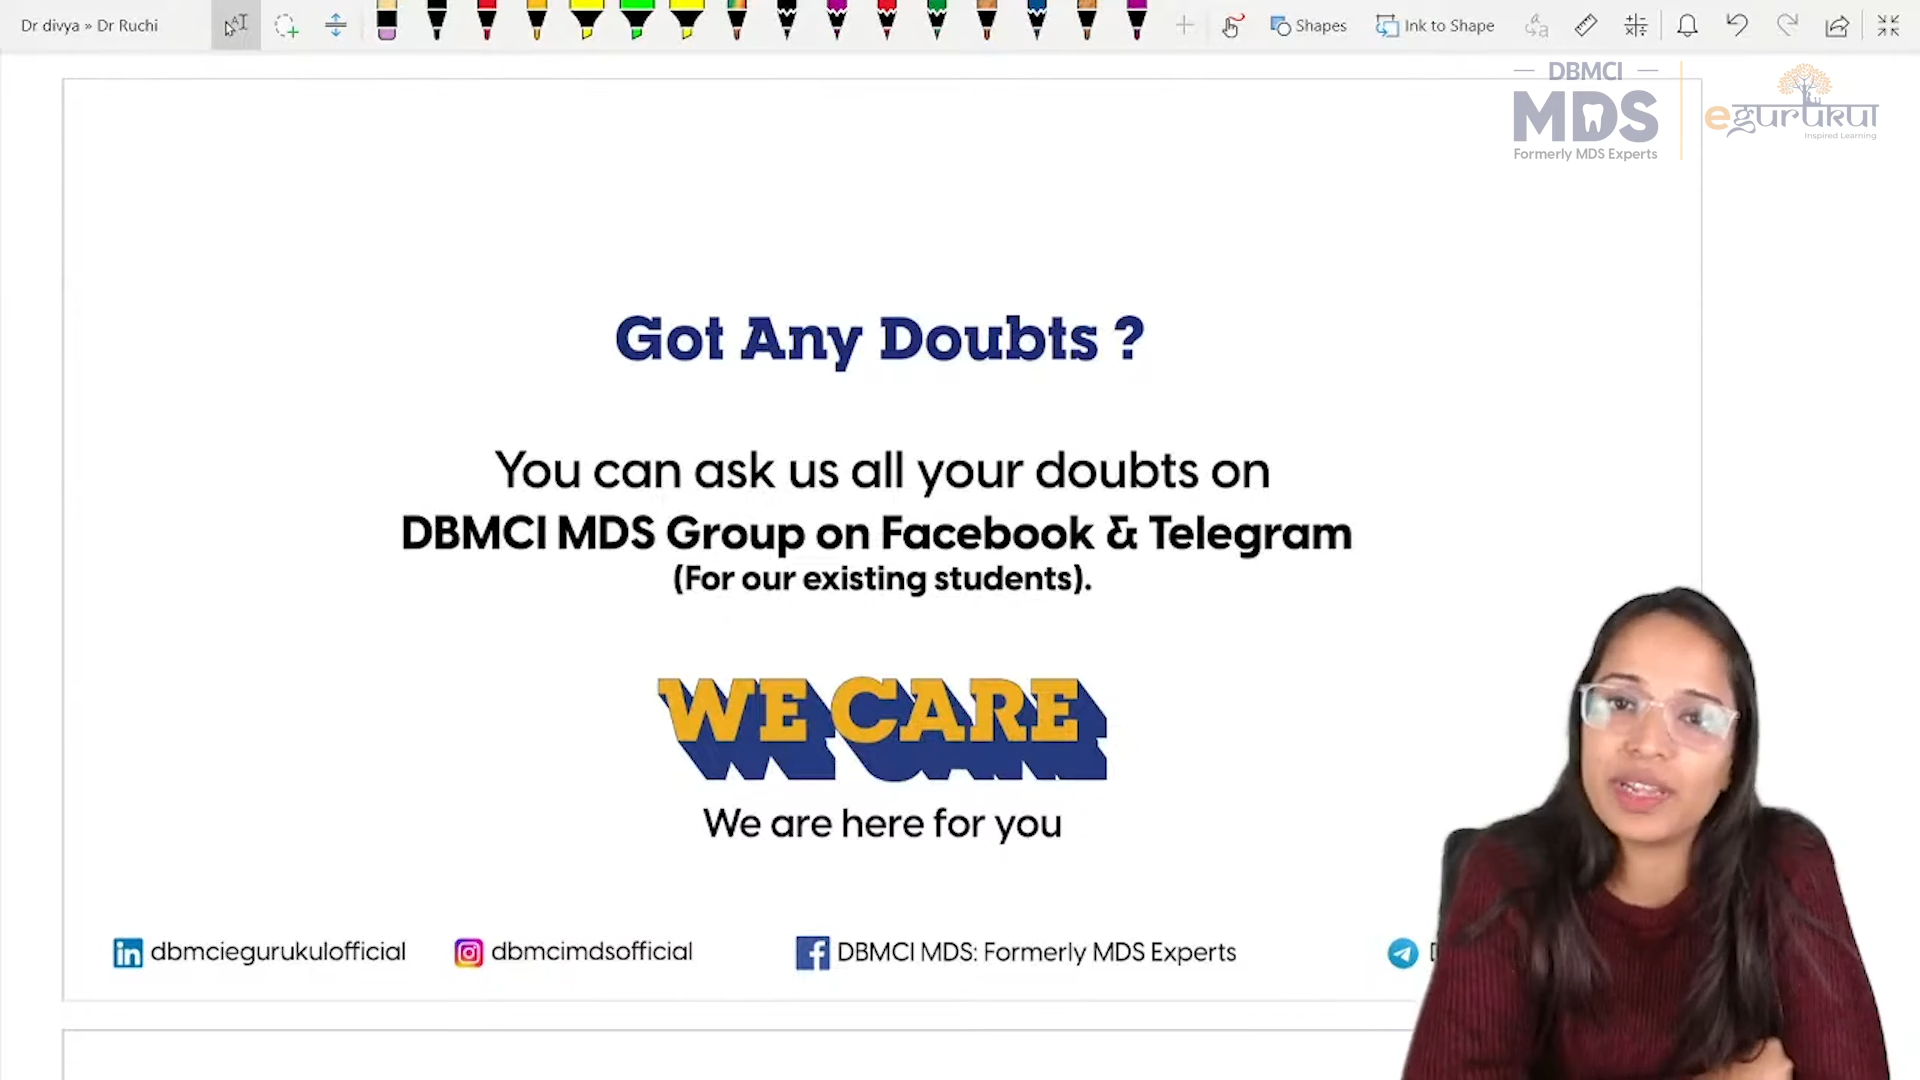 Dr divya » Dr Ruchi
Shapes
Ink to Shape
DBMCI
MDS
Formerly MDS Experts
egurukul
Inspired Learning
Got Any Doubts ?
You can ask us all your doubts on
DBMCI MDS Group on Facebook & Telegram
(For our existing students).
WE CARE
We are here for you
dbmciegurukulofficial
dbmcimdsofficial
DBMCI MDS: Formerly MDS Experts